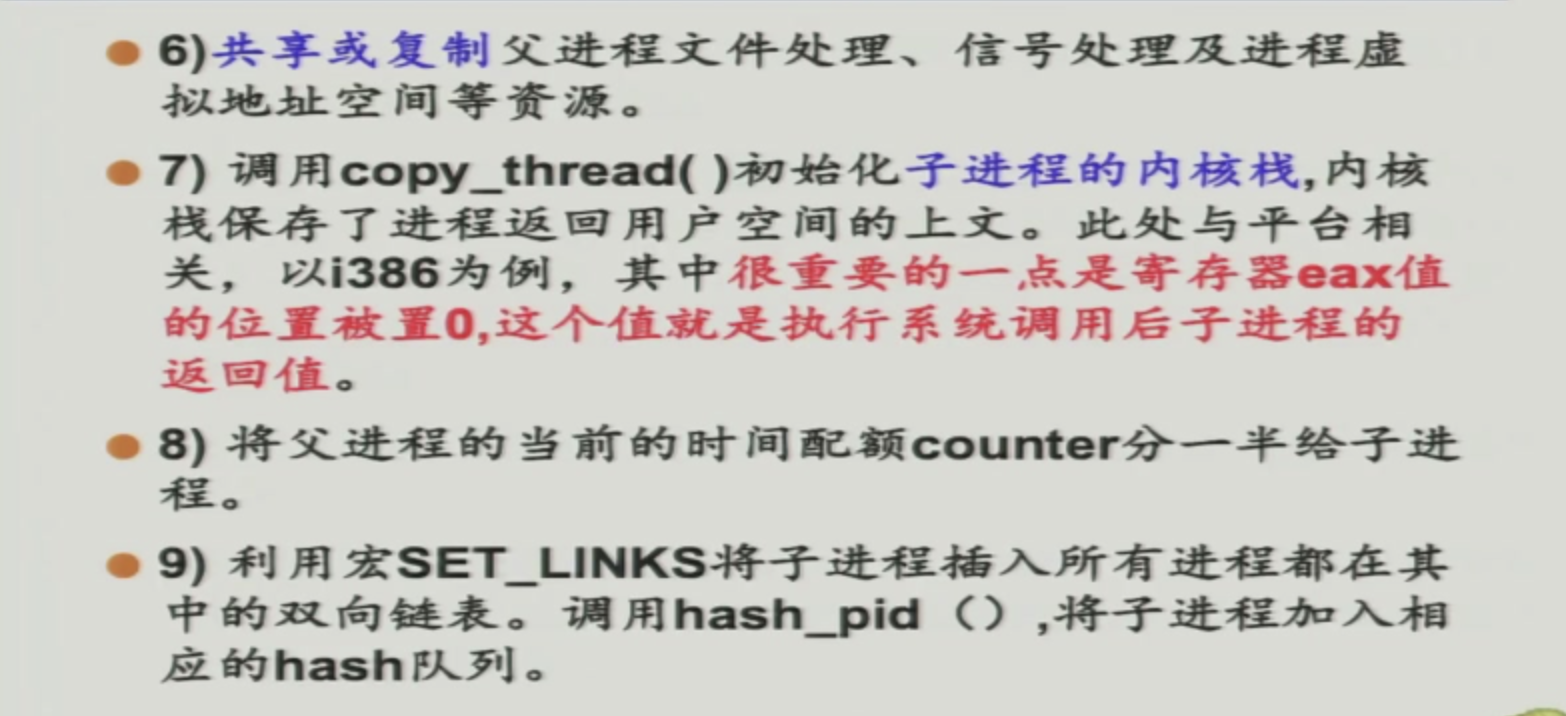 6)共享或复制父进程文件处理、信号处理及进程虚
拟地址空间等资源。
7) 调用copy_thread( )初始化子进程的内核栈,内核
栈保存了进程返回用户空间的上文。此处与平台相
关， 以i386为例， 其中很重要的一点是寄存器eax值
的位置被置0,这个值就是执行系统调用后子进程的
返回值。
8) 将父进程的当前的时间配额counter分一半给子进
程。
9) 利用宏SET_LINKS将子进程插入所有进程都在其
中的双向链表。调用hash_pid（）,将子进程加入相
应的hash队列。